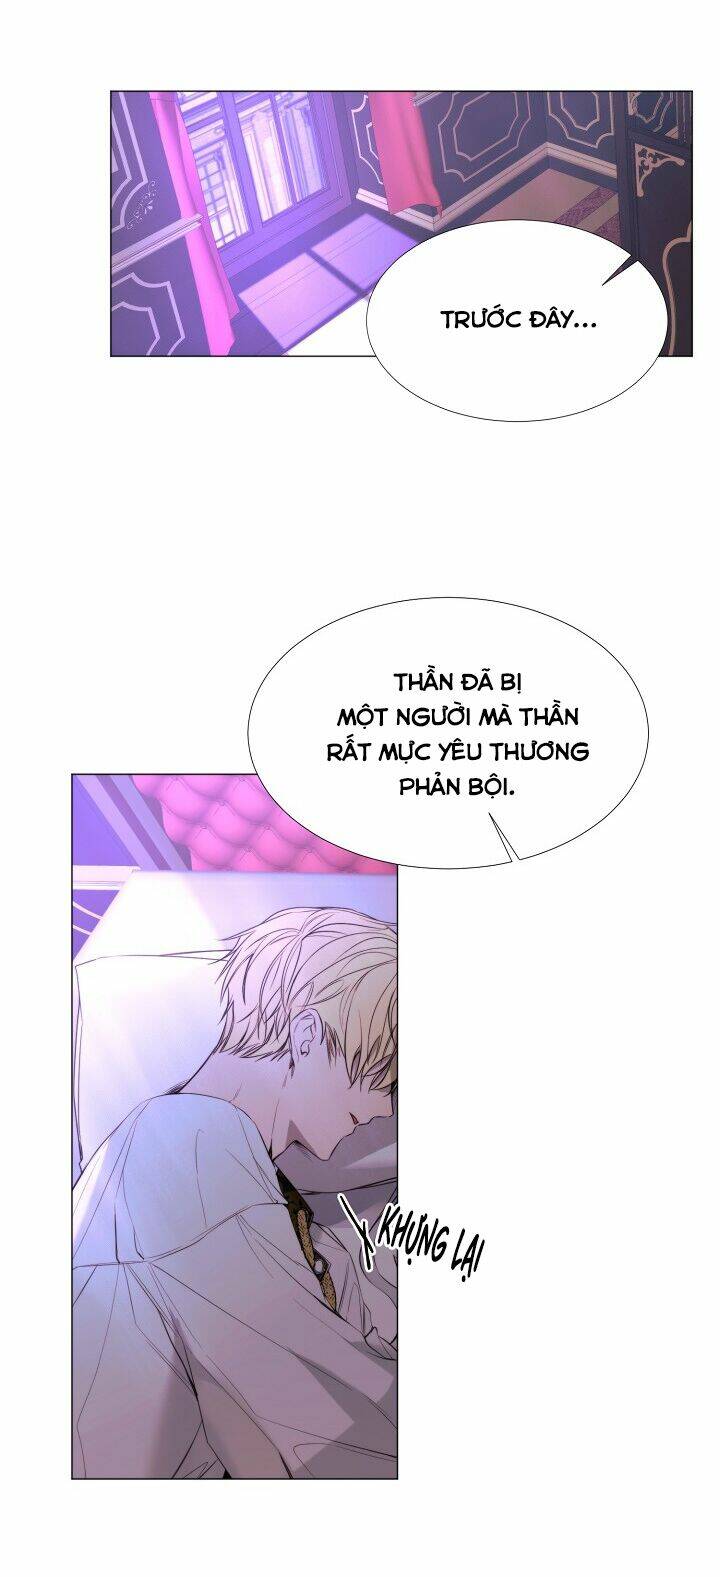 TRƯỚC ĐÂY...
THẦN ĐÃ BỊ
MỘT NGƯỜI MÀ THẦN
RẤT MỰC YÊU THƯƠNG
PHẢN BỘI.
KHỰNG LẠI